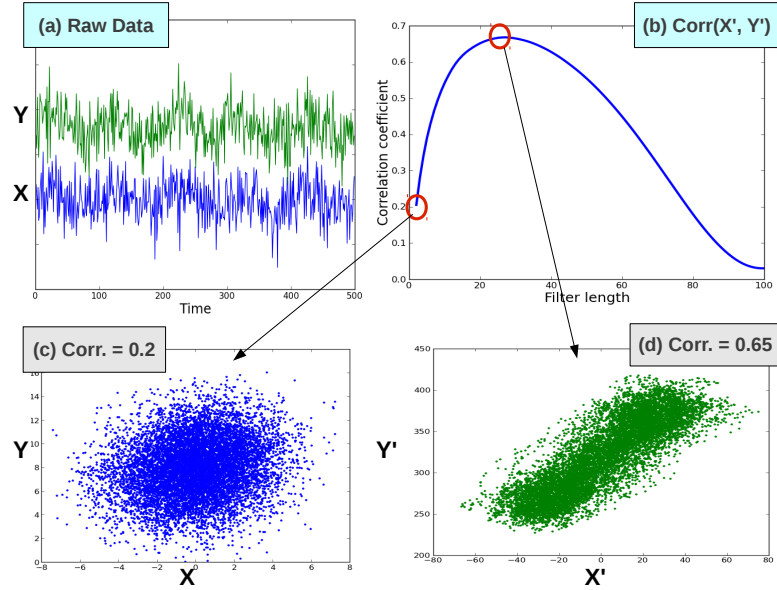 (a) Raw Data
Y
X
0 100 200 300 400 500
Time
(b) Corr(X', Y')
Correlation coefficient
0.7
0.6
0.5
0.4
0.3
0.2
0.1
0.0
0 20 40 60 80 100
Filter length
(c) Corr. = 0.2
Y
16
14
12
10
8
6
4
2
0
−8 −6 −4 −2 0 2 4 6 8
X
(d) Corr. = 0.65
Y'
450
400
350
300
250
200
−80 −60 −40 −20 0 20 40 60 80
X'